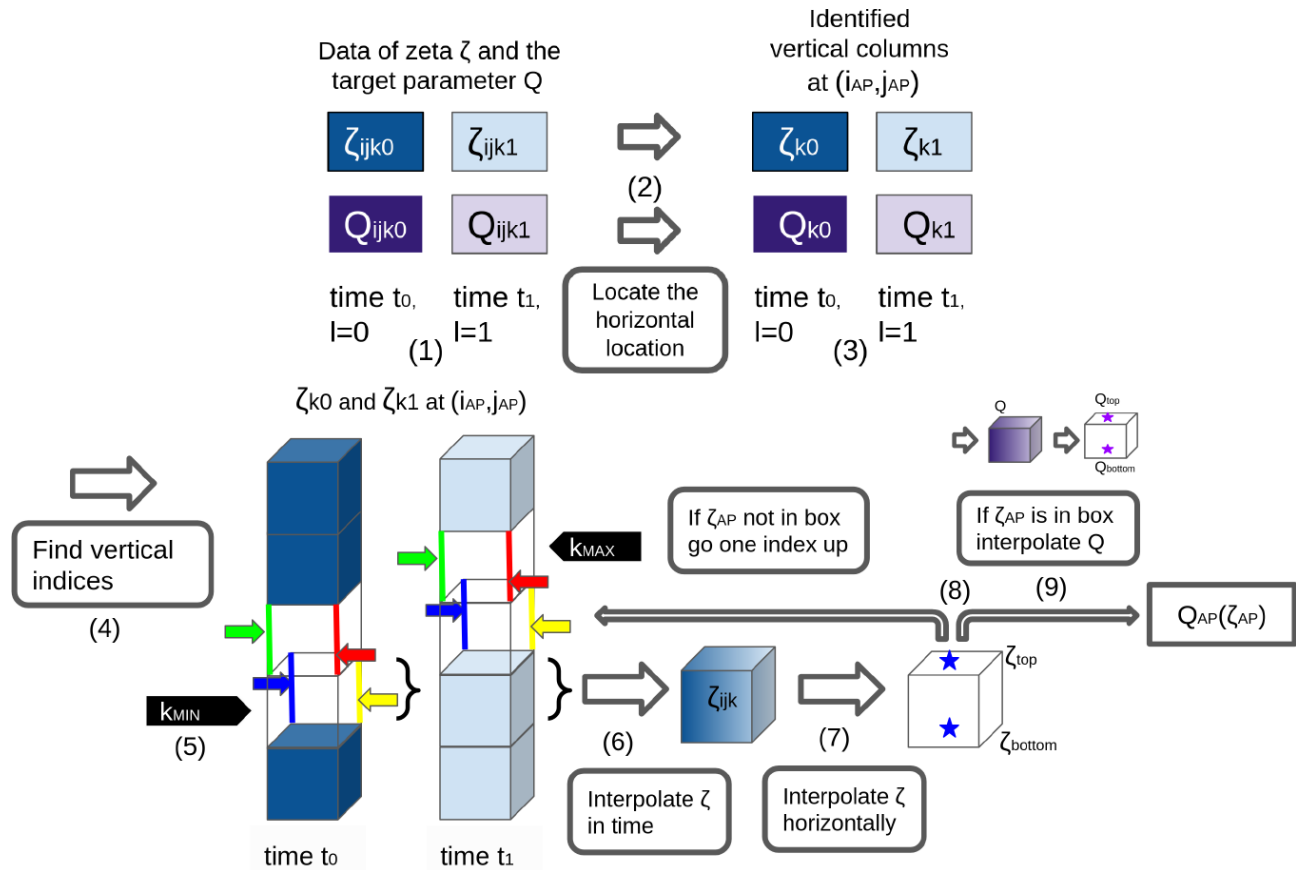 Data of zeta ζ and the
target parameter Q
Identified
vertical columns
at (iAP,jAP)
ζijk0
ζijk1
ζk0
ζk1
(2)
Qijk0
Qijk1
Qk0
Qk1
time t0,
l=0
time t1,
l=1
(1)
Locate the
horizontal
location
time t0,
l=0
time t1,
l=1
(3)
ζk0 and ζk1 at (iAP,jAP)
Find vertical
indices
(4)
kMIN
(5)
kMAX
If ζAP not in box
go one index up
Q
Qtop
Qbottom
If ζAP is in box
interpolate Q
(8)
(9)
QAP(ζAP)
ζijk
ζtop
ζbottom
(6)
(7)
Interpolate ζ
in time
Interpolate ζ
horizontally
time t0
time t1